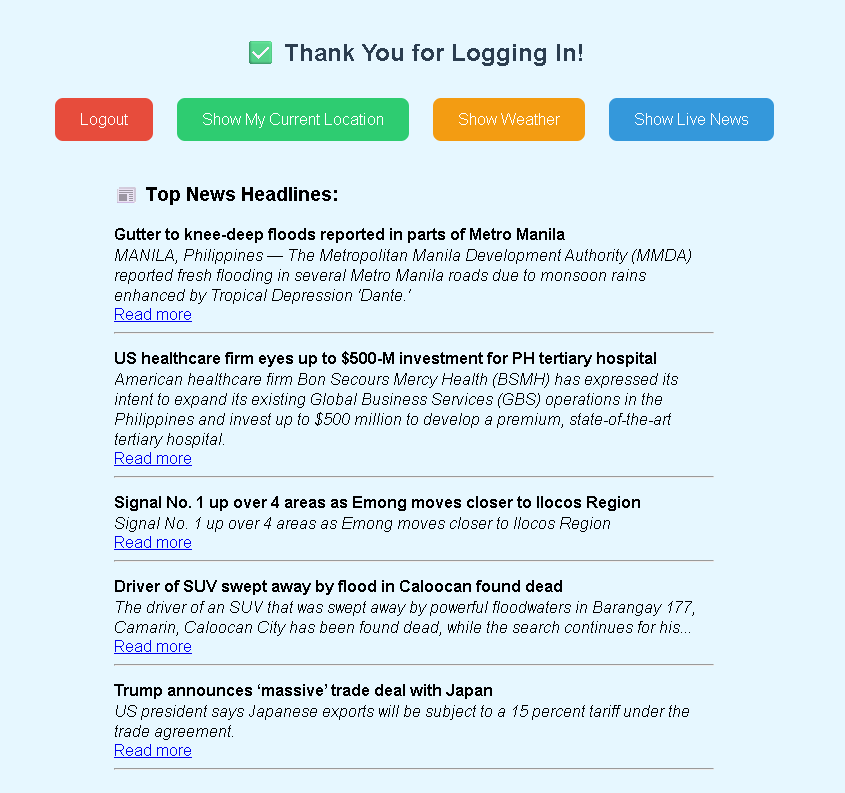 ✅ Thank You for Logging In!
Logout
Show My Current Location
Show Weather
Show Live News
📰 Top News Headlines:
Gutter to knee-deep floods reported in parts of Metro Manila
MANILA, Philippines — The Metropolitan Manila Development Authority (MMDA)
reported fresh flooding in several Metro Manila roads due to monsoon rains
enhanced by Tropical Depression 'Dante.'
Read more
US healthcare firm eyes up to $500-M investment for PH tertiary hospital
American healthcare firm Bon Secours Mercy Health (BSMH) has expressed its
intent to expand its existing Global Business Services (GBS) operations in the
Philippines and invest up to $500 million to develop a premium, state-of-the-art
tertiary hospital.
Read more
Signal No. 1 up over 4 areas as Emong moves closer to Ilocos Region
Signal No. 1 up over 4 areas as Emong moves closer to Ilocos Region
Read more
Driver of SUV swept away by flood in Caloocan found dead
The driver of an SUV that was swept away by powerful floodwaters in Barangay 177,
Camarin, Caloocan City has been found dead, while the search continues for his...
Read more
Trump announces ‘massive’ trade deal with Japan
US president says Japanese exports will be subject to a 15 percent tariff under the
trade agreement.
Read more